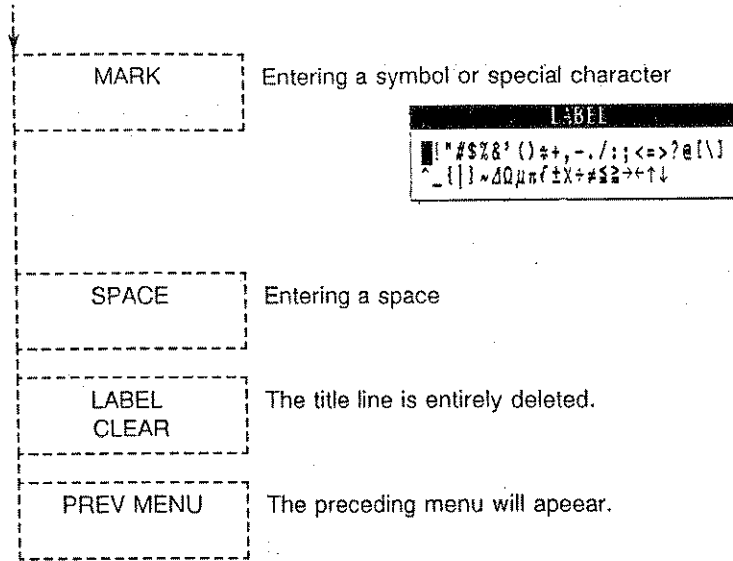 MARK Entering a symbol or special character
LABEL
!"#$%&'()*+,-./:;<=>?@[\]
^_{|}~ΔΩµπf±X÷≠≦≧→←↑↓
SPACE Entering a space
LABEL The title line is entirely deleted.
CLEAR
PREV MENU The preceding menu will apeear.